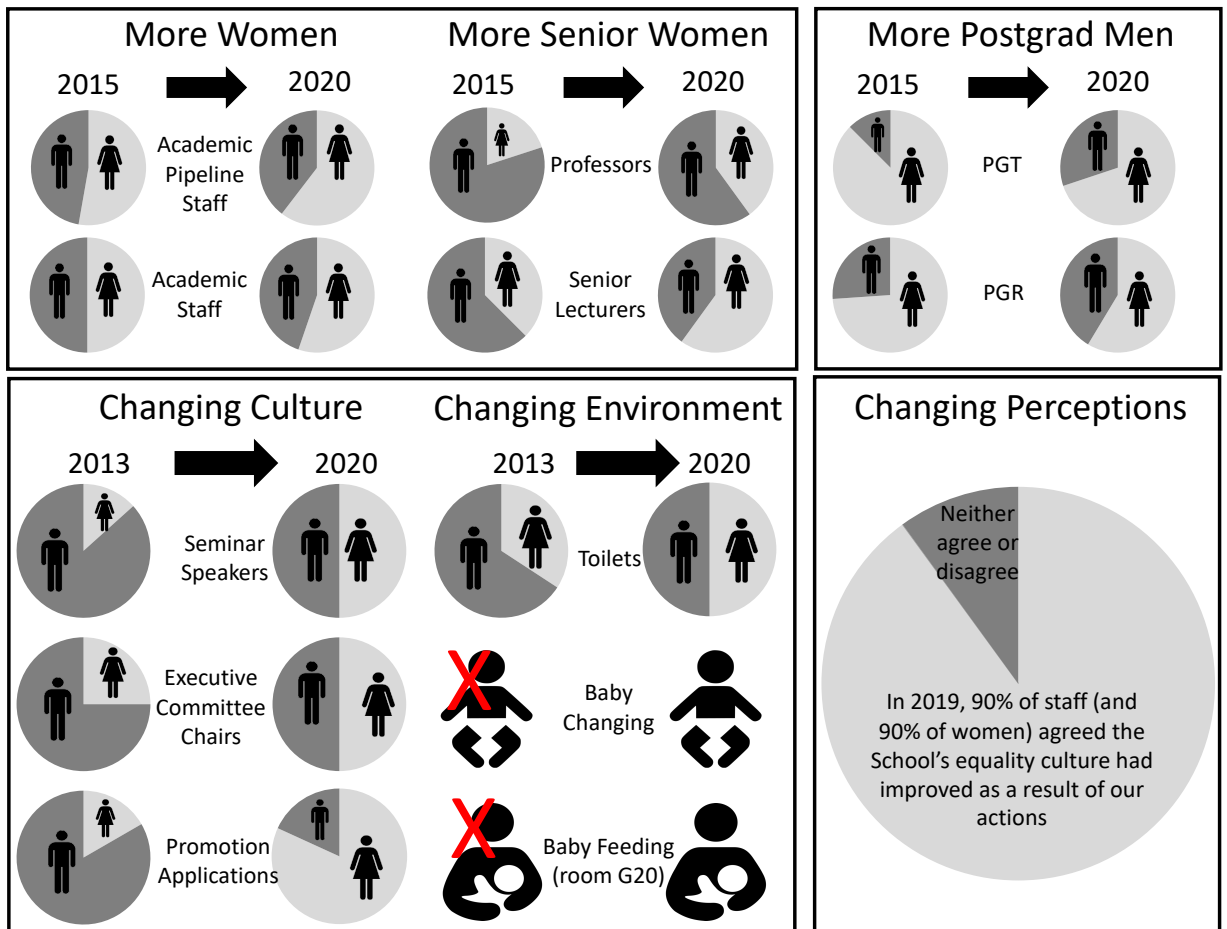 More Women
2015
2020
Academic
Pipeline
Staff
Academic
Staff
More Senior Women
2015
2020
Professors
Senior
Lecturers
More Postgrad Men
2015
2020
PGT
PGR
Changing Culture
2013
2020
Seminar
Speakers
Executive
Committee
Chairs
Promotion
Applications
Changing Environment
2013
2020
Toilets
Baby
Changing
Baby Feeding
(room G20)
Changing Perceptions
Neither
agree or
disagree
In 2019, 90% of staff (and
90% of women) agreed the
School’s equality culture had
improved as a result of our
actions